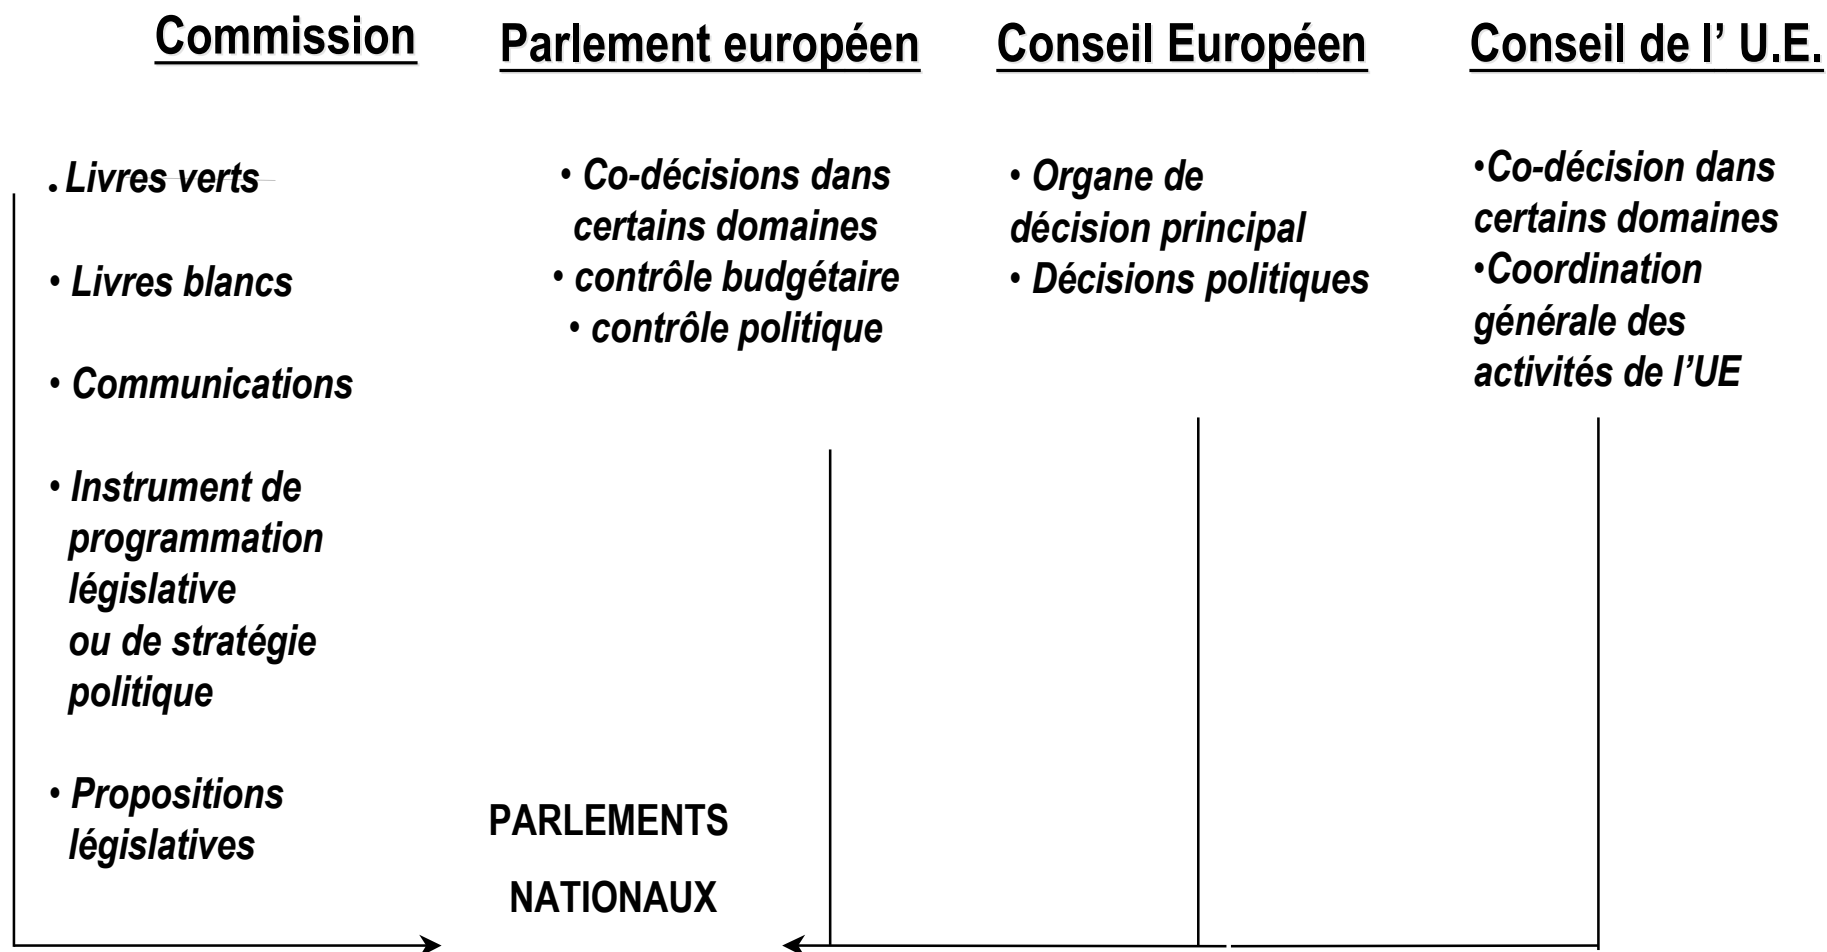 Commission
. Livres verts
• Livres blancs
• Communications
• Instrument de
programmation
législative
ou de stratégie
politique
• Propositions
législatives
Parlement européen
• Co-décisions dans
certains domaines
• contrôle budgétaire
• contrôle politique
Conseil Européen
• Organe de
décision principal
• Décisions politiques
Conseil de l’ U.E.
•Co-décision dans
certains domaines
•Coordination
générale des
activités de l’UE
PARLEMENTS
NATIONAUX